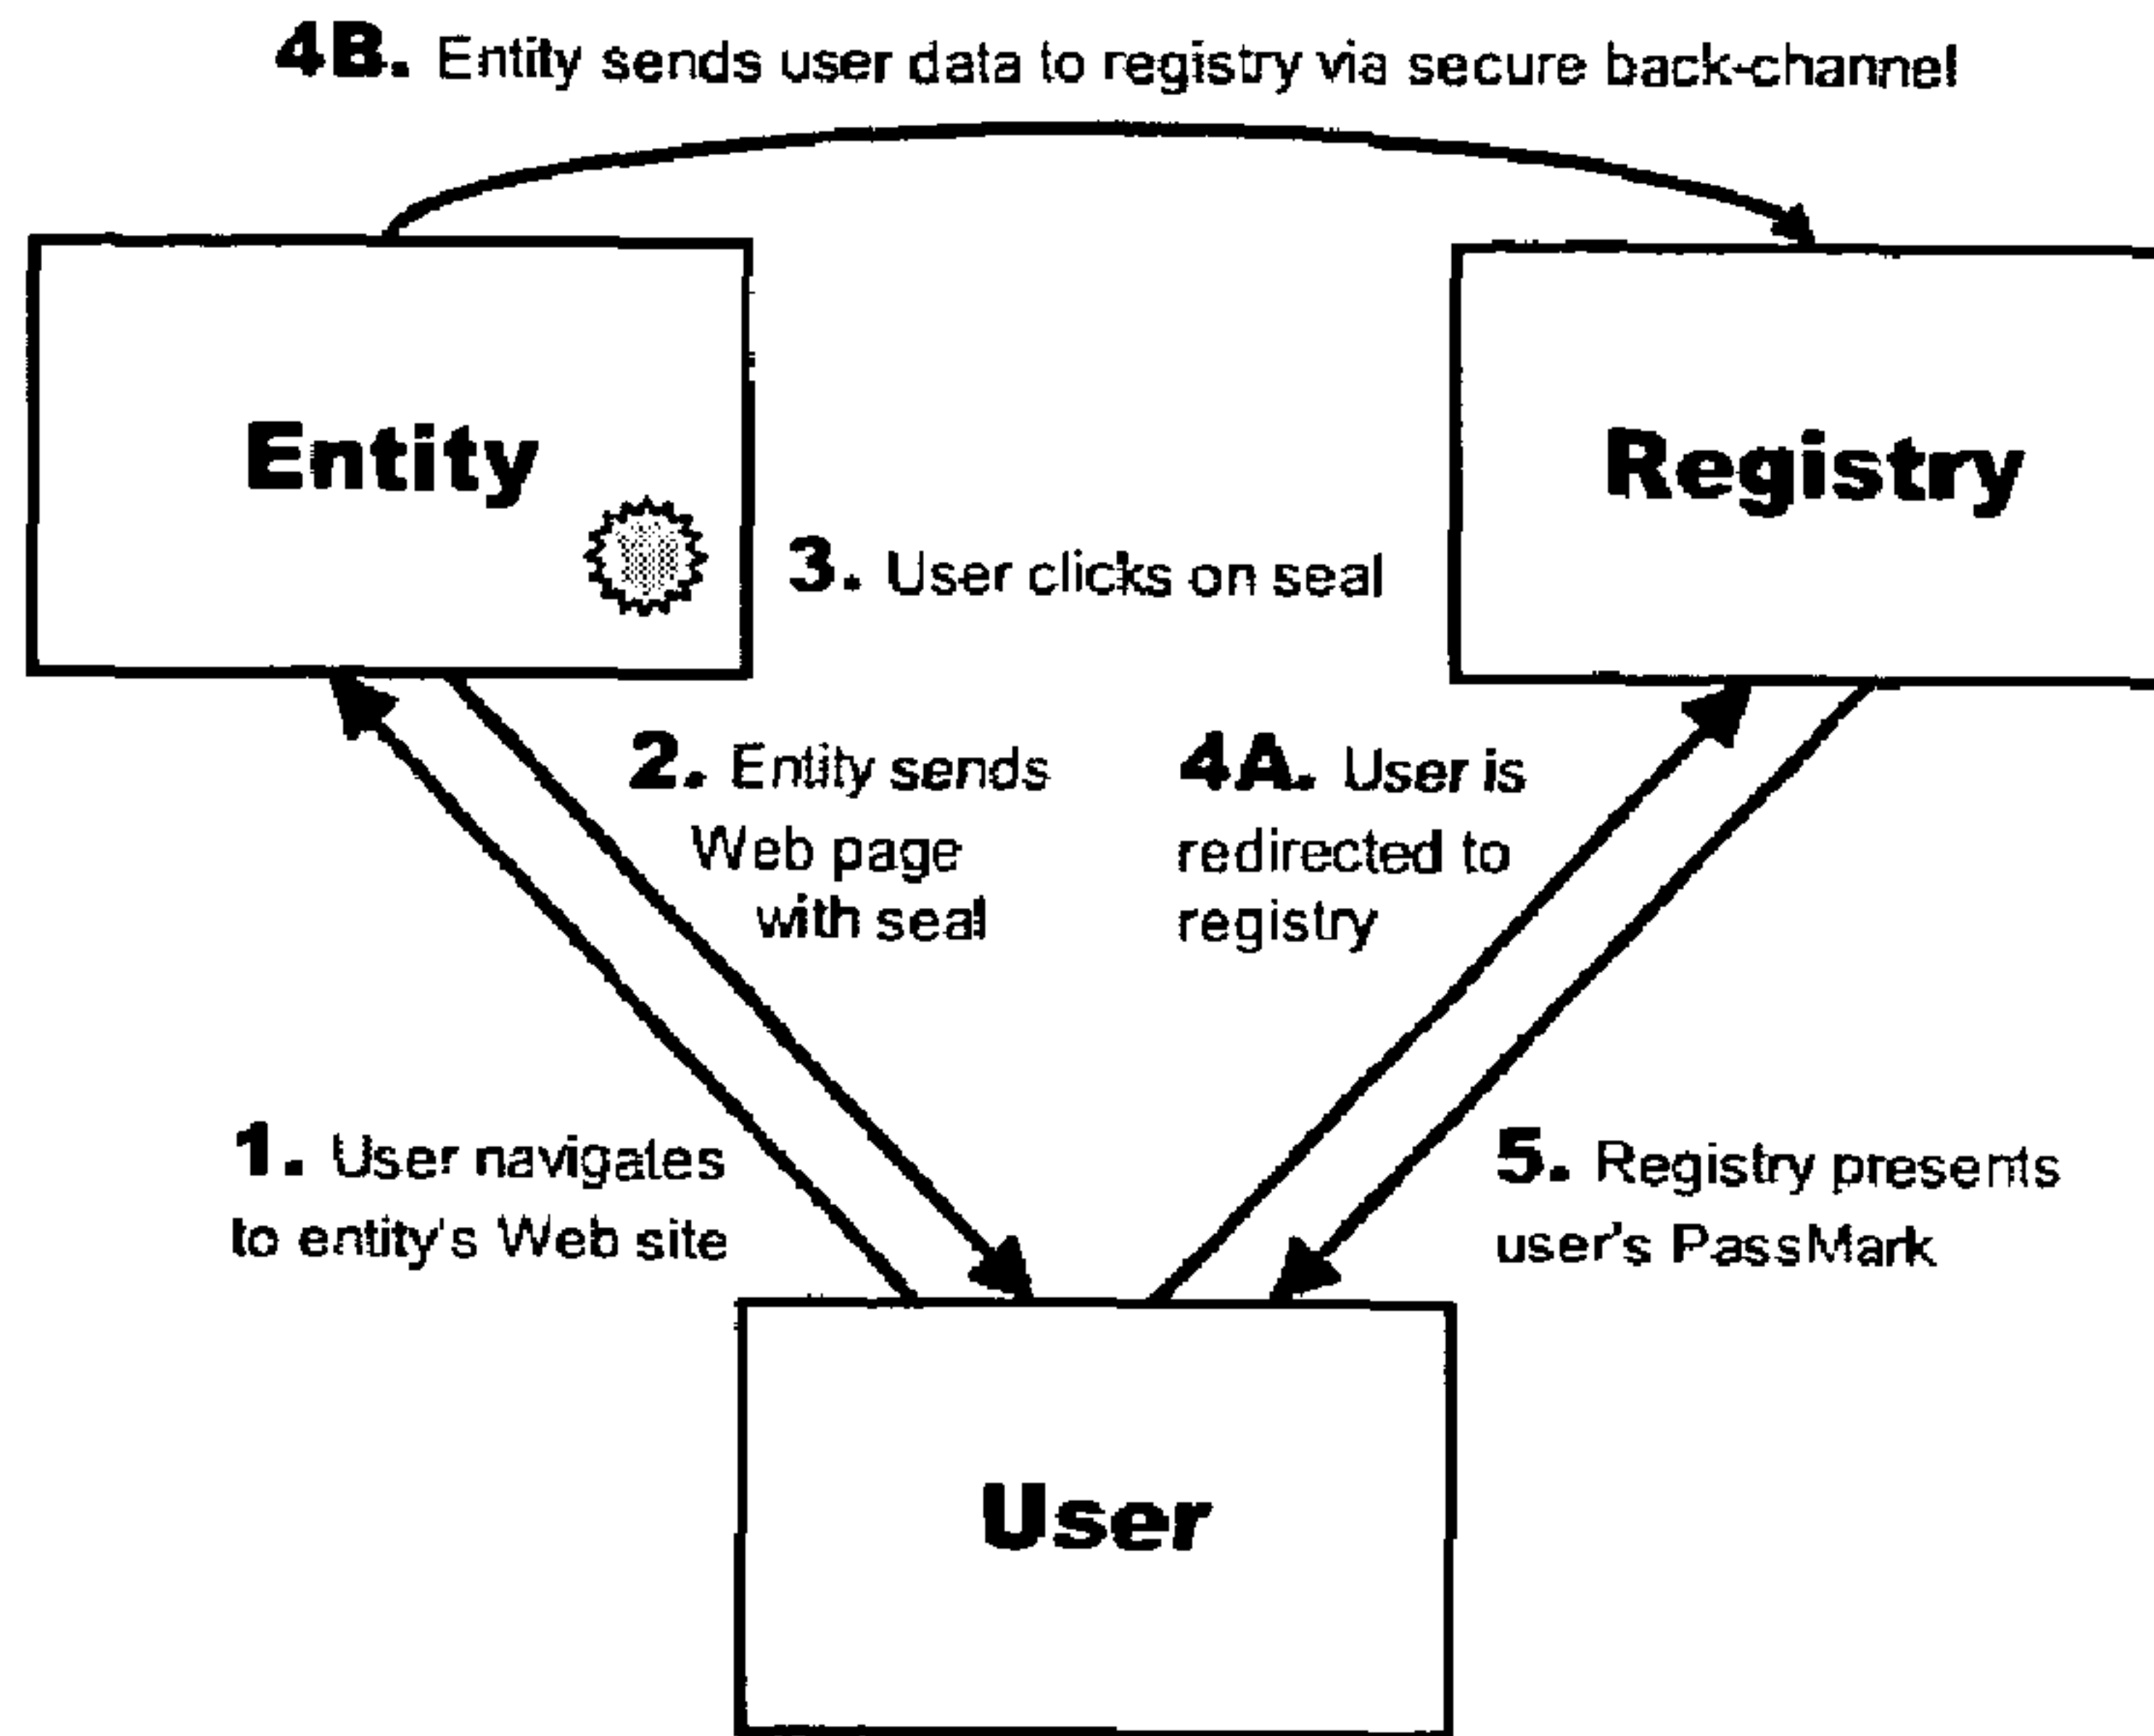 4B. Entity sends user data to registry via secure back-channel
Entity
Registry
3. User clicks on seal
2. Entity sends
Web page
with seal
4A. User is
redirected to
registry
1. User navigates
to entity's Web site
5. Registry presents
user's PassMark
User